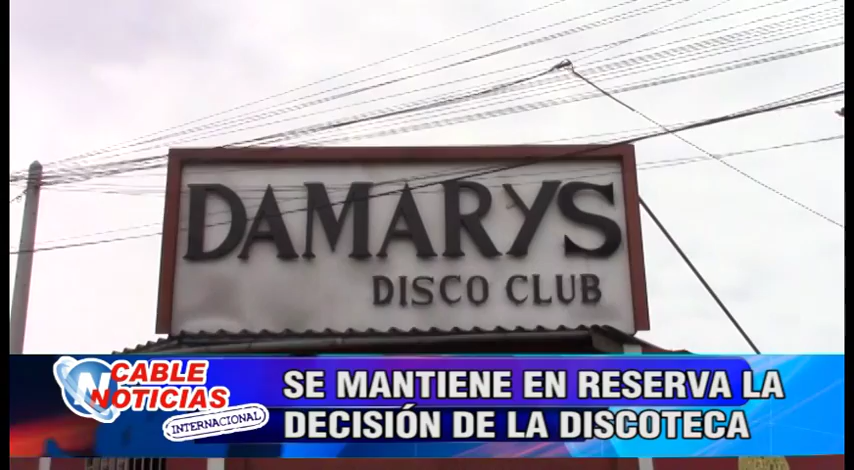 DAMARYS
DISCO CLUB
CABLE
NOTICIAS
INTERNACIONAL
SE MANTIENE EN RESERVA LA
DECISIÓN DE LA DISCOTECA